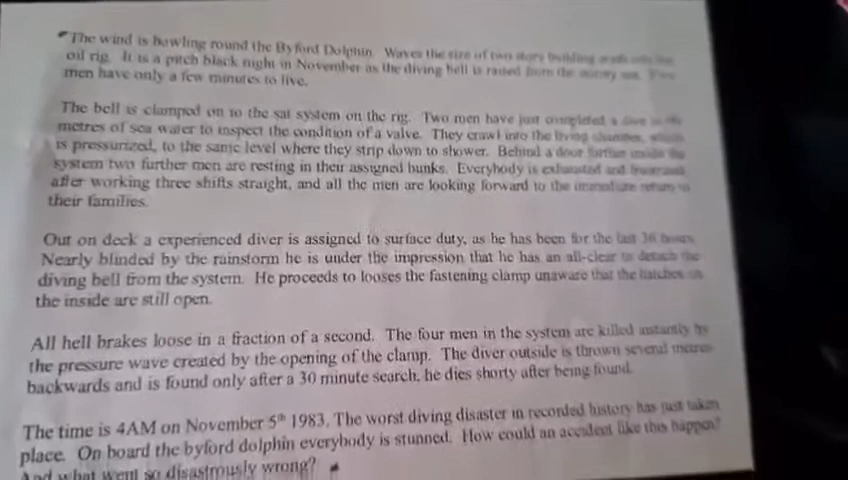 "The wind is howling round the Byford Dolphin. Waves the size of two story building
oil rig. It is a pitch black night in November as the diving bell is raised from the
men have only a few minutes to live.
The bell is clamped on to the sat system on the rig. Two men have just completed a dive
metres of sea water to inspect the condition of a valve. They crawl into the living chamber,
is pressurized, to the same level where they strip down to shower. Behind a door further inside the
system two further men are resting in their assigned bunks. Everybody is exhausted and
after working three shifts straight, and all the men are looking forward to the immediate return to
their families.
Out on deck a experienced diver is assigned to surface duty, as he has been for the last 36 hours.
Nearly blinded by the rainstorm he is under the impression that he has an all-clear to detach the
diving bell from the system. He proceeds to looses the fastening clamp unaware that the hatches on
the inside are still open.
All hell brakes loose in a fraction of a second. The four men in the system are killed instantly by
the pressure wave created by the opening of the clamp. The diver outside is thrown several metres
backwards and is found only after a 30 minute search, he dies shorty after being found.
The time is 4AM on November 5th 1983. The worst diving disaster in recorded history has just taken
place. On board the byford dolphin everybody is stunned. How could an accident like this happen?
And what went so disastrously wrong?